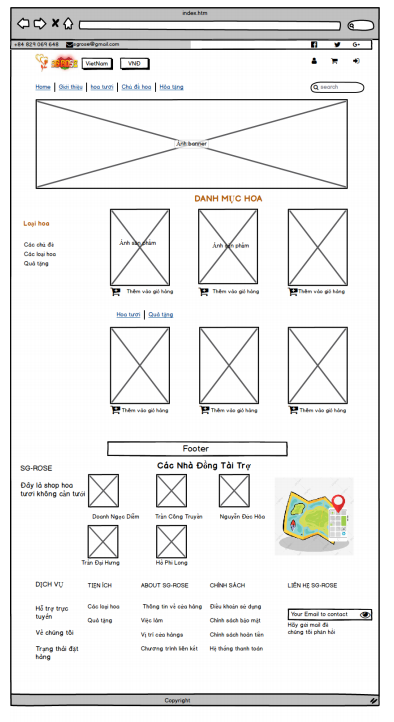 index.htm
+84 829 069 648 sgrose@gmail.com
G+
VietNam VNĐ
Home Giới thiệu hoa tươi Chủ đề hoa Hỏa tặng
search
Ảnh banner
DANH MỤC HOA
Loại hoa
Các chủ đề
Các loại hoa
Quà tặng
Ảnh sản phẩm Ảnh sản phẩm
Thêm vào giỏ hàng Thêm vào giỏ hàng Thêm vào giỏ hàng
Hoa tươi Quà tặng
Thêm vào giỏ hàng Thêm vào giỏ hàng Thêm vào giỏ hàng
Footer
SG-ROSE
Đây là shop hoa
tươi không cần tưới
Các Nhà Đồng Tài Trợ
Doanh Ngọc Diễm Trần Công Truyền Nguyễn Đức Hòa
Trần Đại Hưng Hồ Phi Long
DỊCH VỤ
Hỗ trợ trực
tuyến
Về chúng tôi
Trạng thái đặt
hàng
TIỆN ÍCH
Các loại hoa
Quà tặng
ABOUT SG-ROSE
Thông tin về cửa hàng
Việc làm
Vị trí cửa hàngs
Chương trình liên kết
CHÍNH SÁCH
Điều khoản sử dụng
Chính sách bảo mật
Chính sách hoàn tiền
Hệ thống thanh toán
LIÊN HỆ SG-ROSE
Your Email to contact
Hãy gửi mail để
chúng tôi phản hồi
Copyright